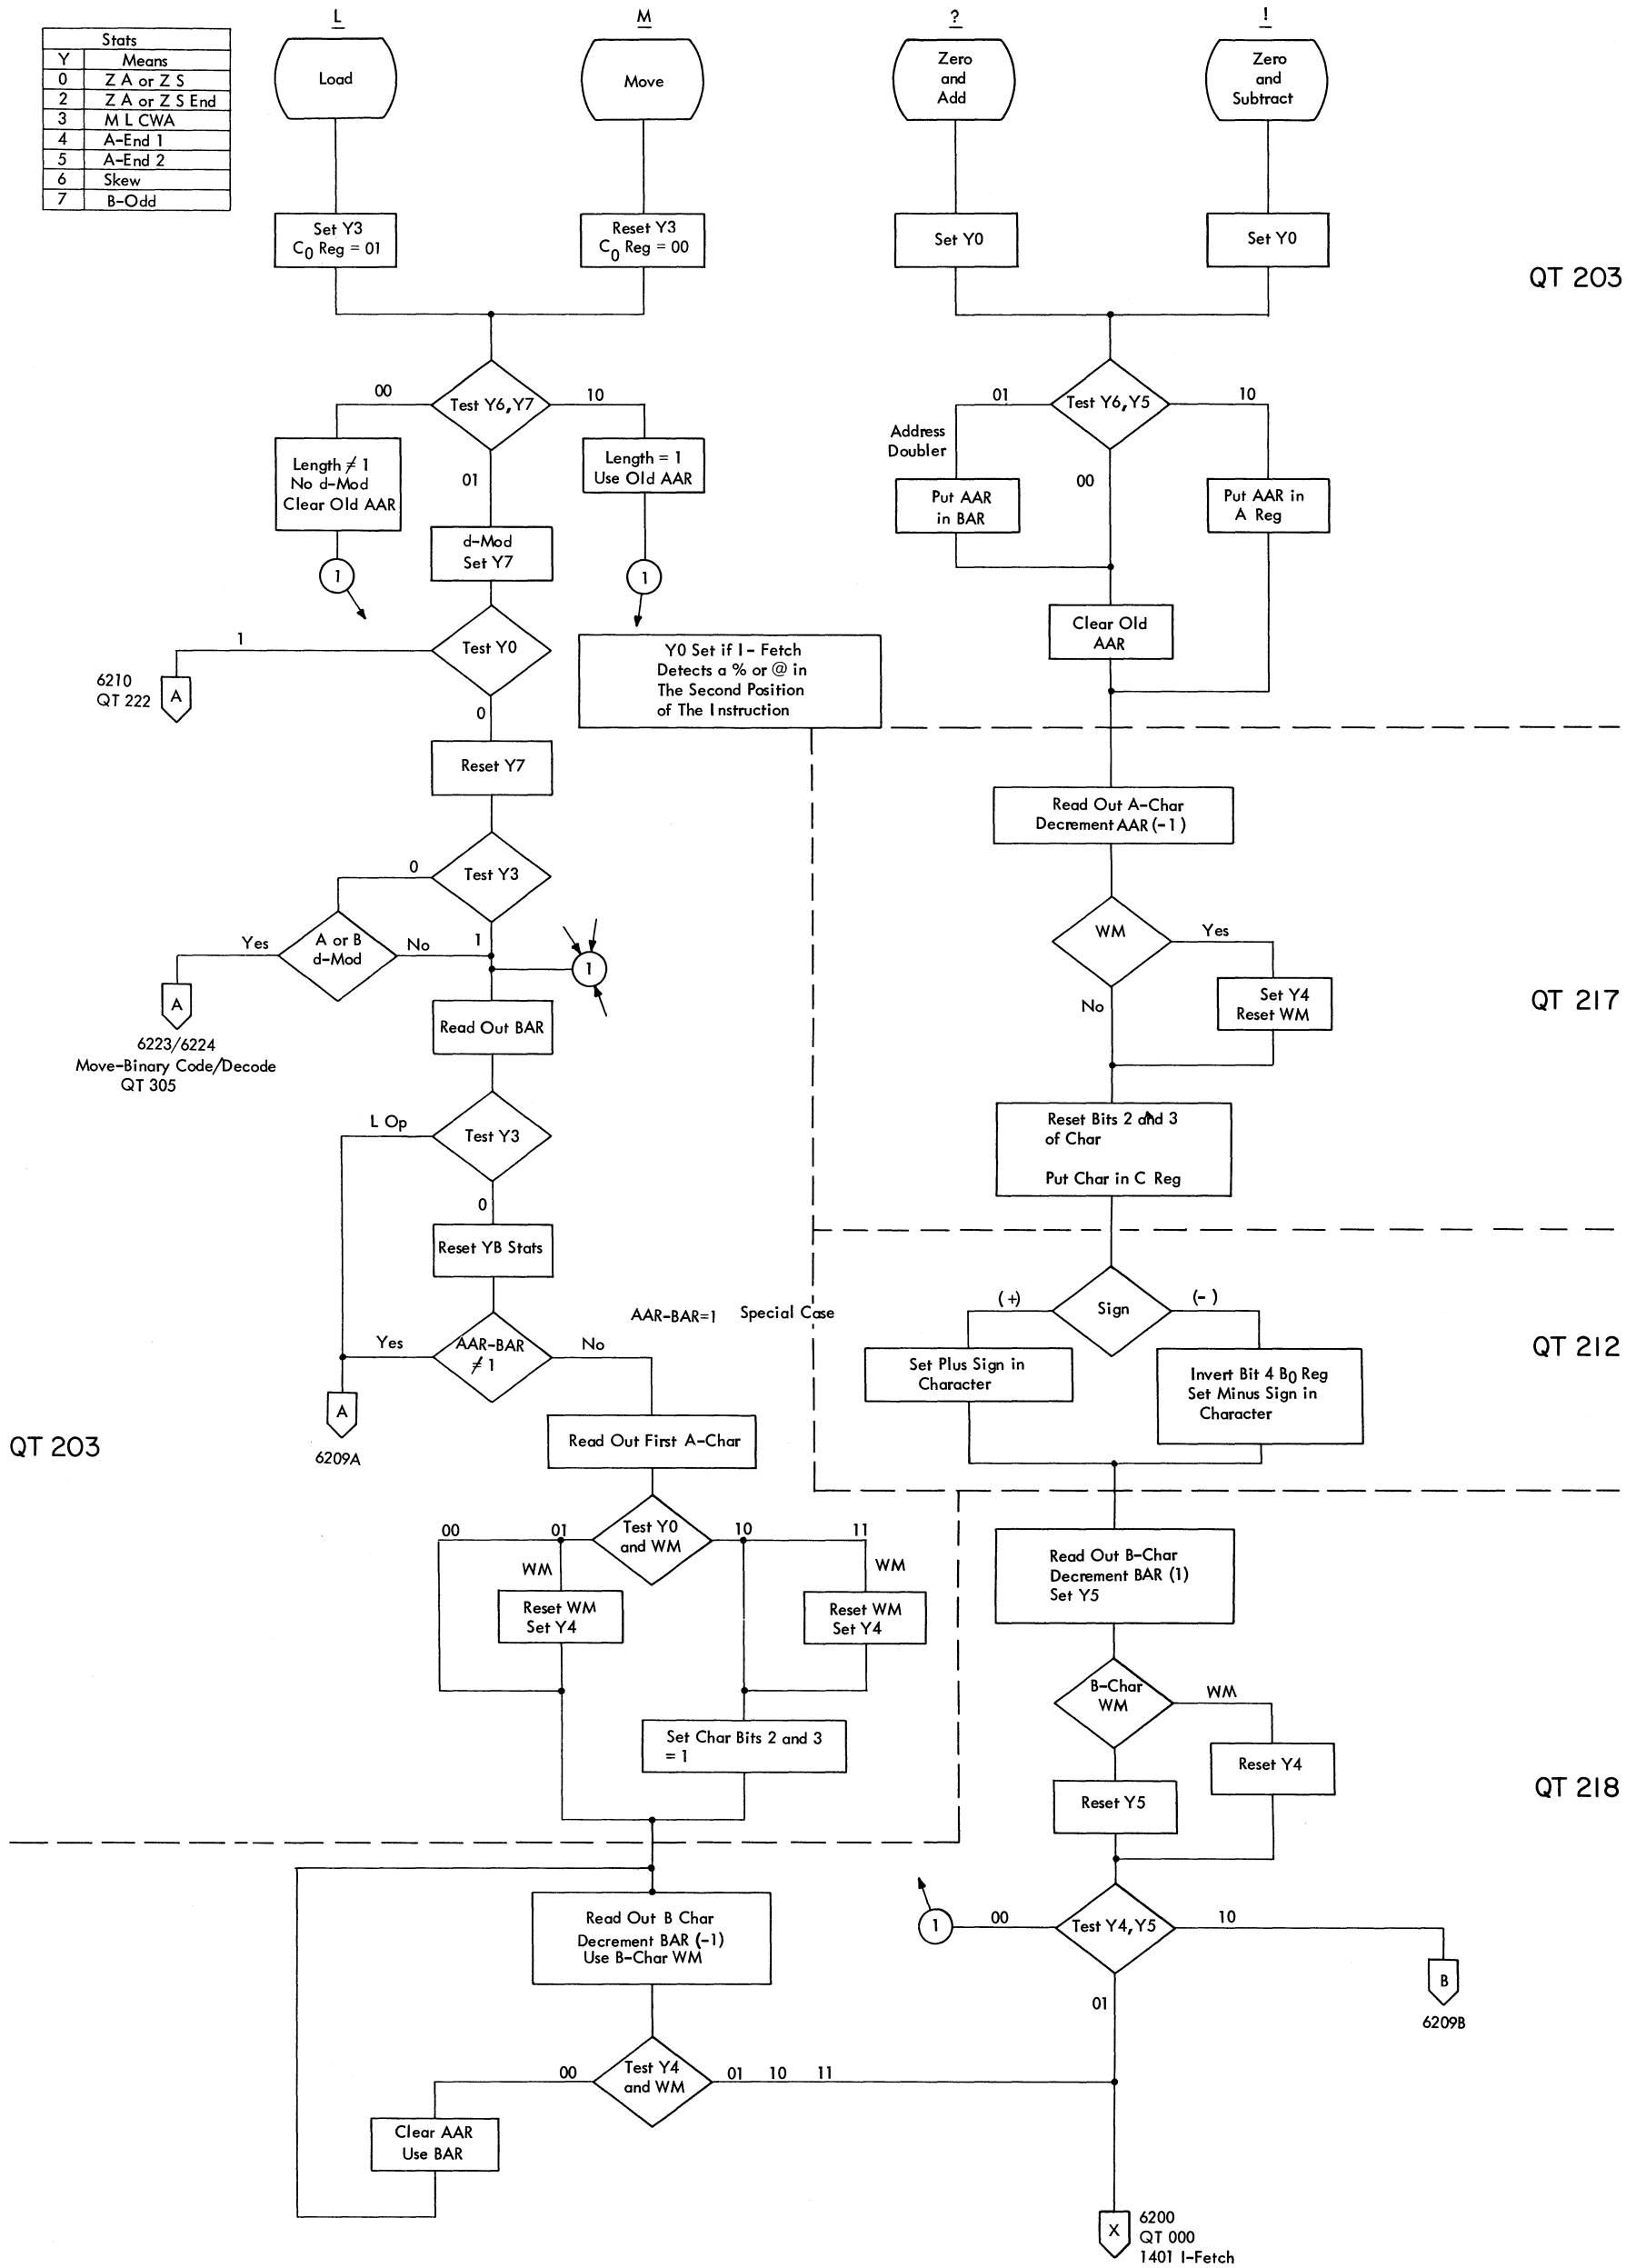 L
M
?
!
Stats
Y Means
0 Z A or Z S
2 Z A or Z S End
3 M L CWA
4 A-End 1
5 A-End 2
6 Skew
7 B-Odd
Load
Move
Zero
and
Add
Zero
and
Subtract
Set Y3
C0 Reg = 01
Reset Y3
C0 Reg = 00
Set Y0
Set Y0
QT 203
00
Test Y6,Y7
10
01
Length ≠ 1
No d-Mod
Clear Old AAR
Length = 1
Use Old AAR
01
Test Y6,Y5
10
00
Address
Doubler
Put AAR
in BAR
Put AAR in
A Reg
d-Mod
Set Y7
1
1
Clear Old
AAR
1
Test Y0
0
6210
QT 222
A
Y0 Set if I - Fetch
Detects a % or @ in
The Second Position
of The Instruction
Reset Y7
Read Out A-Char
Decrement AAR (-1)
0
Test Y3
1
Yes
A or B
d-Mod
No
1
WM
Yes
No
Set Y4
Reset WM
QT 217
A
6223/6224
Move-Binary Code/Decode
QT 305
Read Out BAR
L Op
Test Y3
0
Reset Bits 2 and 3
of Char
Put Char in C Reg
Reset YB Stats
AAR-BAR=1 Special Case
(+)
Sign
(-)
Yes
AAR-BAR
≠ 1
No
Set Plus Sign in
Character
Invert Bit 4 B0 Reg
Set Minus Sign in
Character
QT 212
A
6209A
QT 203
Read Out First A-Char
00
01
Test Y0
and WM
10
11
WM
WM
Reset WM
Set Y4
Reset WM
Set Y4
Read Out B-Char
Decrement BAR (1)
Set Y5
B-Char
WM
WM
Set Char Bits 2 and 3
= 1
Reset Y4
Reset Y5
QT 218
Read Out B Char
Decrement BAR (-1)
Use B-Char WM
1
00
Test Y4,Y5
10
01
B
6209B
00
Test Y4
and WM
01 10 11
Clear AAR
Use BAR
X
6200
QT 000
1401 I-Fetch